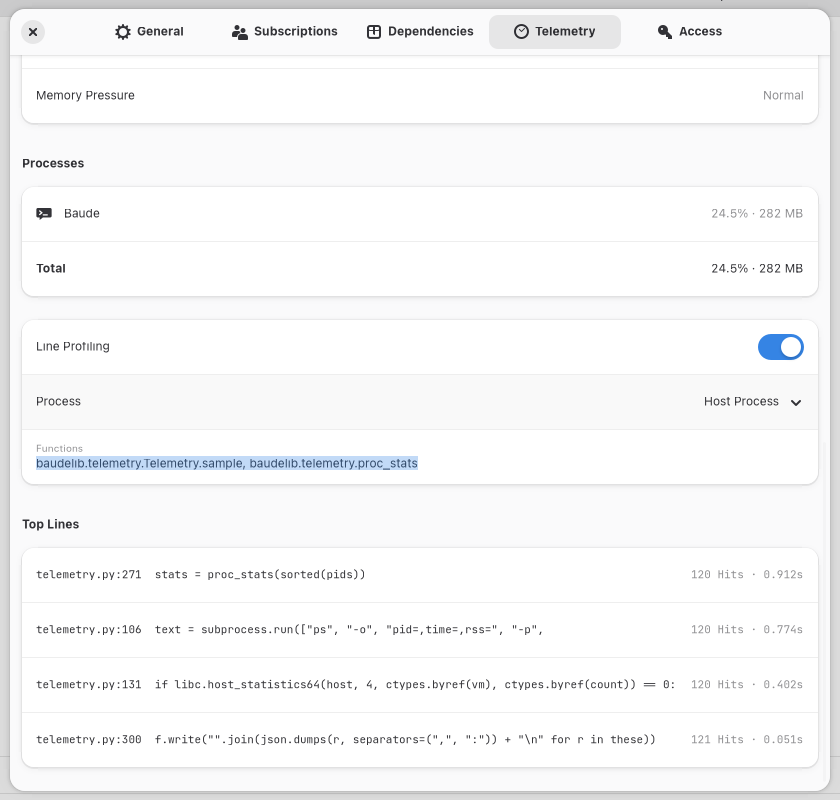 General
Subscriptions
Dependencies
Telemetry
Access
Memory Pressure
Normal
Processes
Baude
24.5% · 282 MB
Total
24.5% · 282 MB
Line Profiling
Process
Host Process
Functions
baudelib.telemetry.Telemetry.sample, baudelib.telemetry.proc_stats
Top Lines
telemetry.py:271 stats = proc_stats(sorted(pids))
120 Hits · 0.912s
telemetry.py:106 text = subprocess.run(["ps", "-o", "pid=,time=,rss=", "-p",
120 Hits · 0.774s
telemetry.py:131 if libc.host_statistics64(host, 4, ctypes.byref(vm), ctypes.byref(count)) == 0:
120 Hits · 0.402s
telemetry.py:300 f.write("".join(json.dumps(r, separators=(",", ":")) + "\n" for r in these))
121 Hits · 0.051s